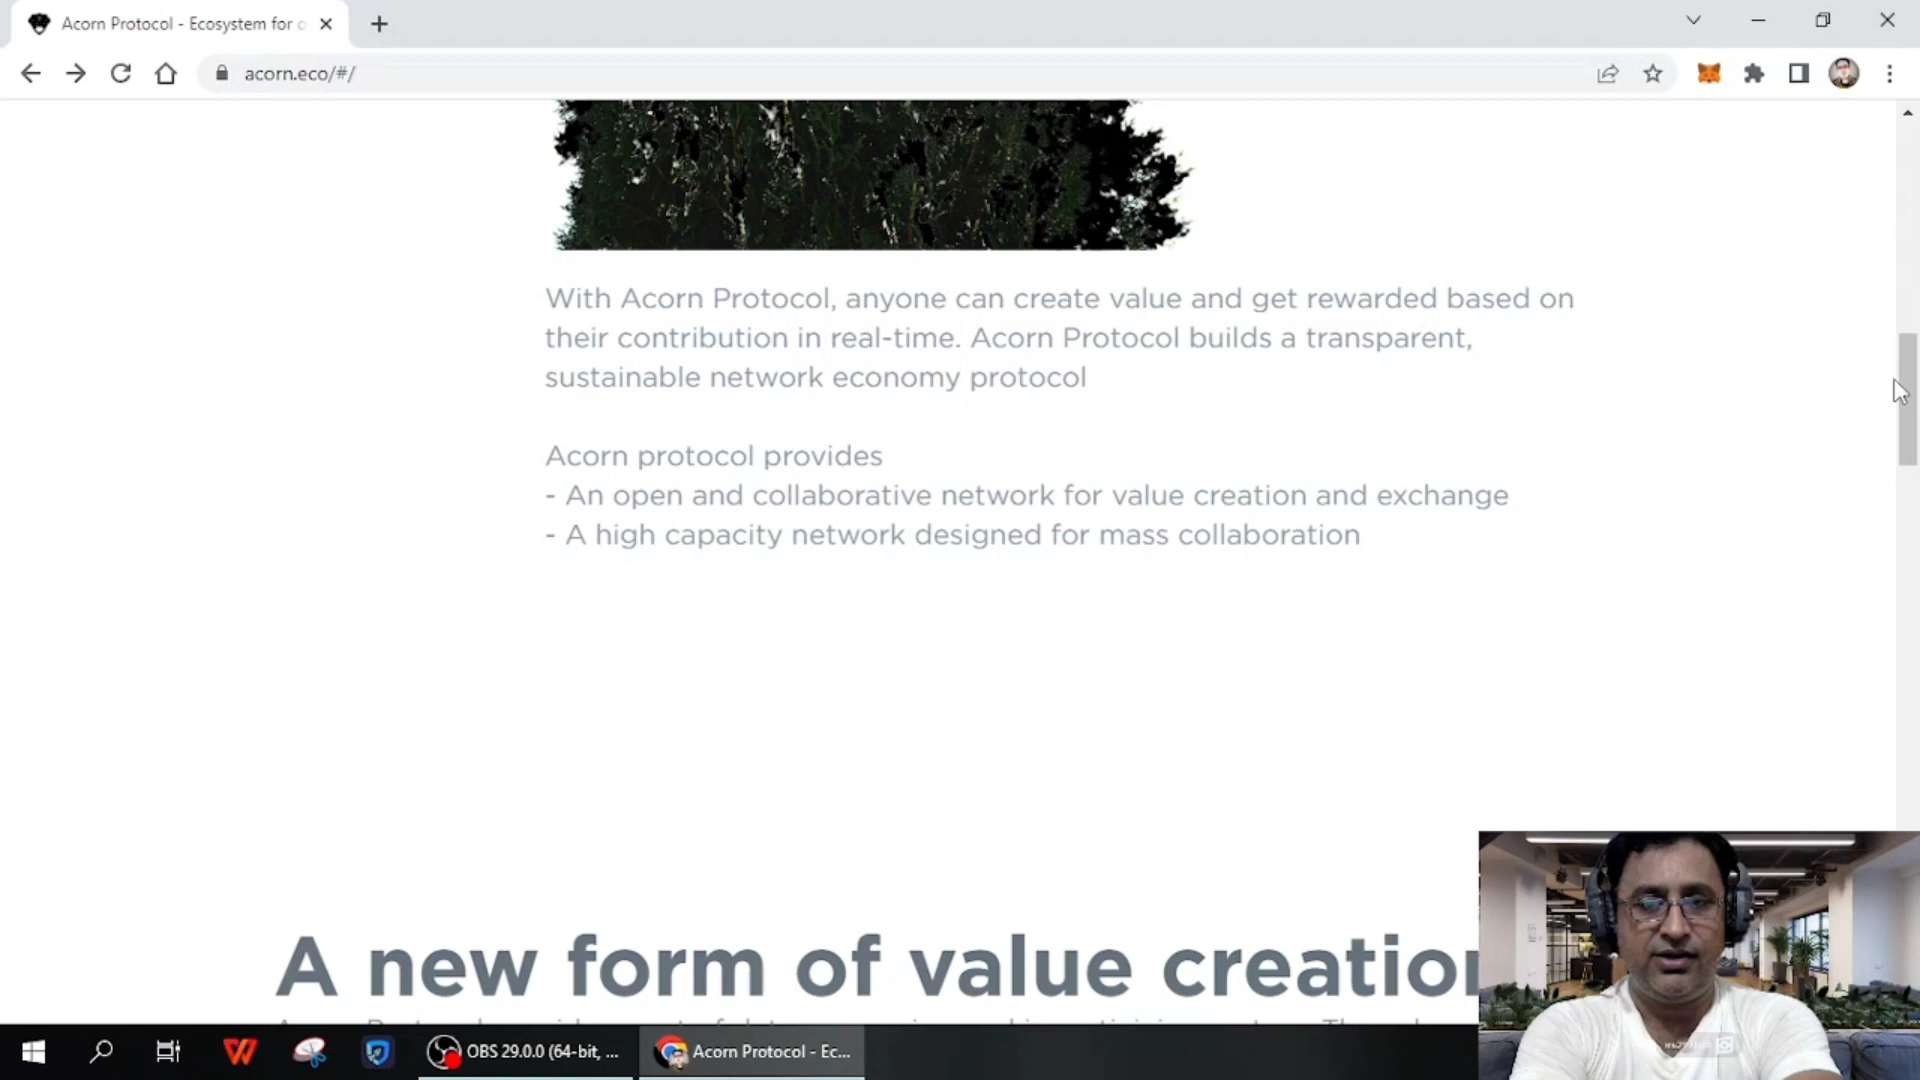 Acorn Protocol - Ecosystem for o
acorn.eco/#/
With Acorn Protocol, anyone can create value and get rewarded based on
their contribution in real-time. Acorn Protocol builds a transparent,
sustainable network economy protocol
Acorn protocol provides
- An open and collaborative network for value creation and exchange
- A high capacity network designed for mass collaboration
A new form of value creation
OBS 29.0.0 (64-bit, ...
Acorn Protocol - Ec...